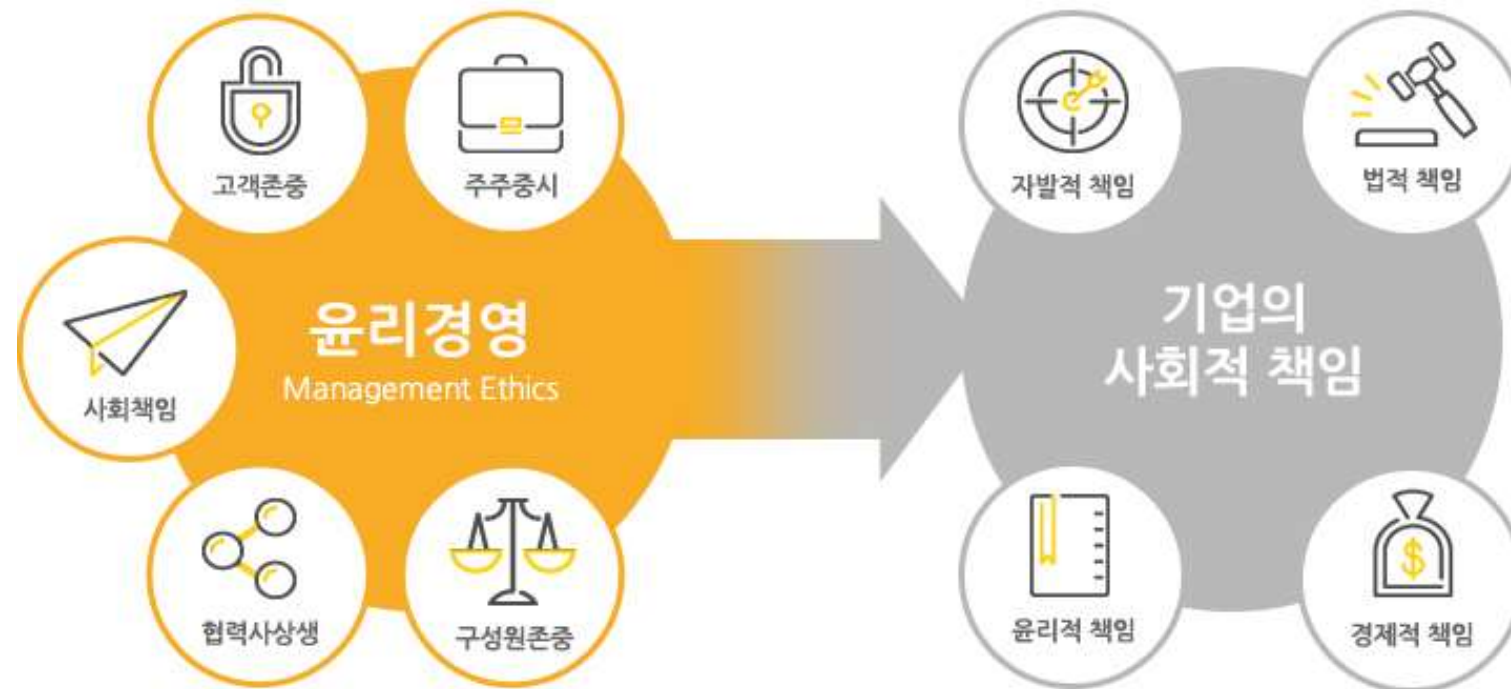 고객존중
주주중시
사회책임
윤리경영
Management Ethics
협력사상생
구성원존중
자발적 책임
법적 책임
기업의
사회적 책임
윤리적 책임
경제적 책임
$